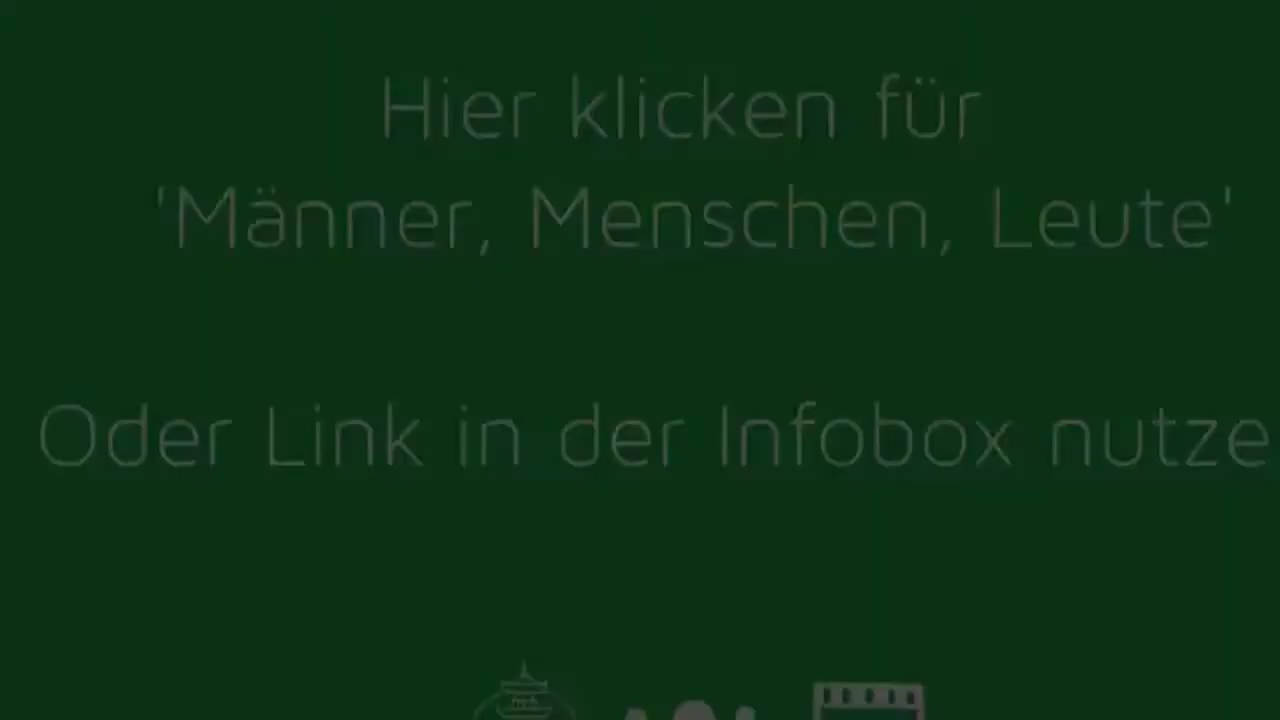 Hier klicken für
'Männer, Menschen, Leute'
Oder Link in der Infobox nutze